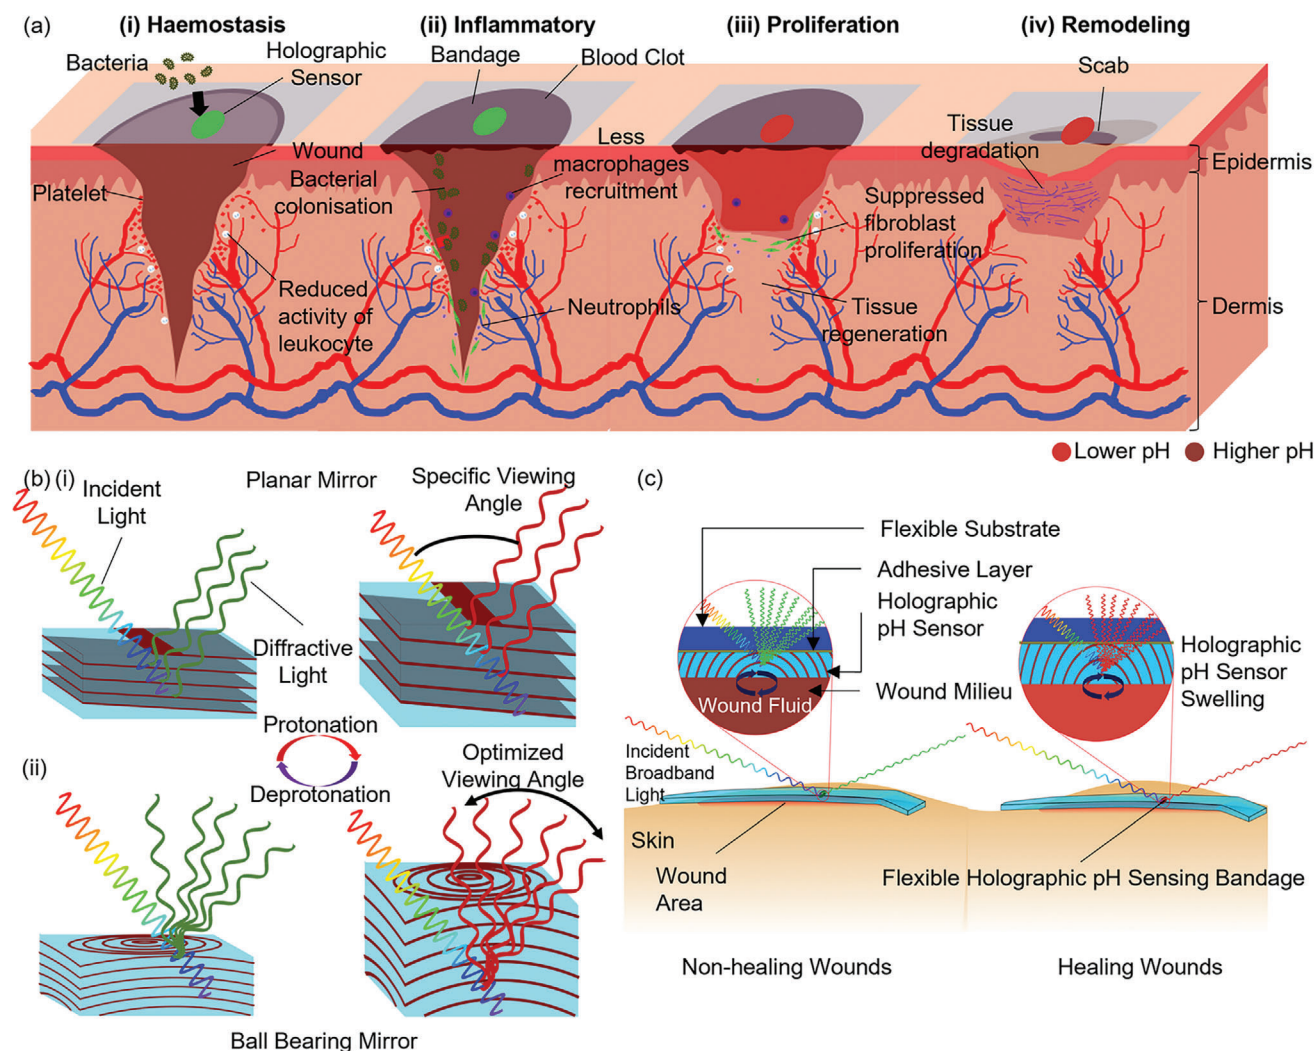 (a)
(i) Haemostasis
(ii) Inflammatory
(iii) Proliferation
(iv) Remodeling
Bacteria
Holographic
Sensor
Bandage
Blood Clot
Scab
Platelet
Wound
Bacterial
colonisation
Less
macrophages
recruitment
Tissue
degradation
Suppressed
fibroblast
proliferation
Reduced
activity of
leukocyte
Neutrophils
Tissue
regeneration
Epidermis
Dermis
Lower pH
Higher pH
(b) (i)
Incident
Light
Planar Mirror
Specific Viewing
Angle
Diffractive
Light
Protonation
Deprotonation
(ii)
Optimized
Viewing Angle
Ball Bearing Mirror
(c)
Flexible Substrate
Adhesive Layer
Holographic
pH Sensor
Wound Milieu
Wound Fluid
Holographic
pH Sensor
Swelling
Incident
Broadband
Light
Skin
Wound
Area
Flexible Holographic pH Sensing Bandage
Non-healing Wounds
Healing Wounds